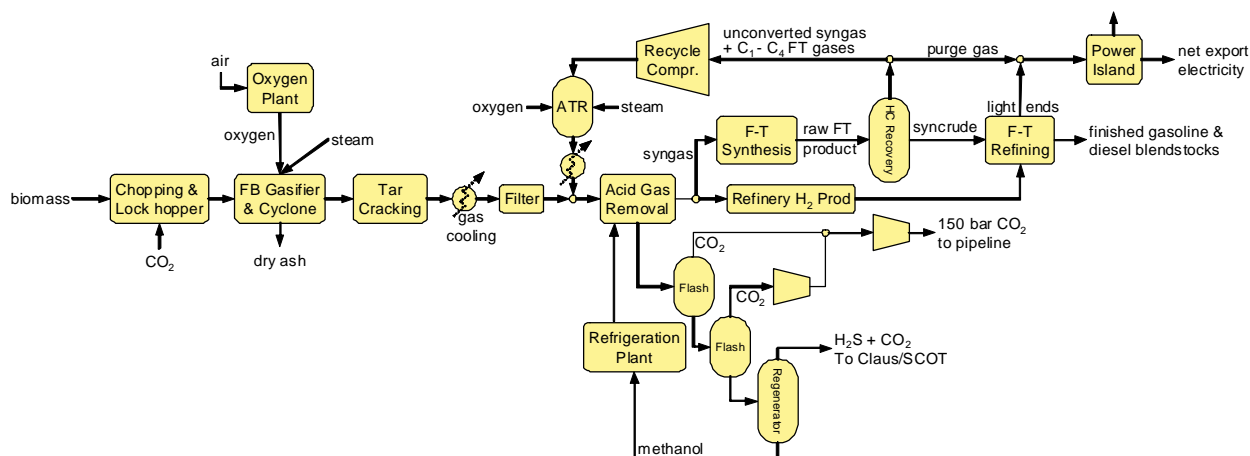 unconverted syngas
+ C₁ - C₄ FT gases
purge gas
Recycle
Compr.
Power
Island
net export
electricity
air
Oxygen
Plant
oxygen
steam
oxygen
ATR
steam
HC Recovery
light ends
F-T
Synthesis
raw FT
product
syncrude
F-T
Refining
finished gasoline &
diesel blendstocks
syngas
biomass
Chopping &
Lock hopper
FB Gasifier
& Cyclone
Tar
Cracking
gas
cooling
Filter
Acid Gas
Removal
Refinery H₂ Prod
CO₂
dry ash
CO₂
150 bar CO₂
to pipeline
Flash
CO₂
Flash
Refrigeration
Plant
H₂S + CO₂
To Claus/SCOT
Regenerator
methanol